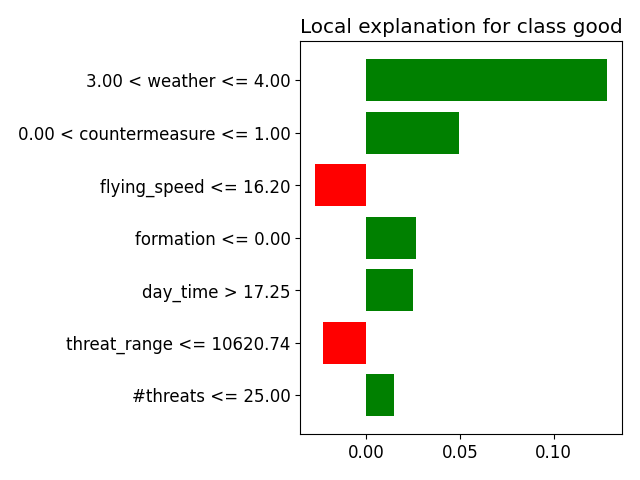 Local explanation for class good
3.00 < weather <= 4.00
0.00 < countermeasure <= 1.00
flying_speed <= 16.20
formation <= 0.00
day_time > 17.25
threat_range <= 10620.74
#threats <= 25.00
0.00 0.05 0.10